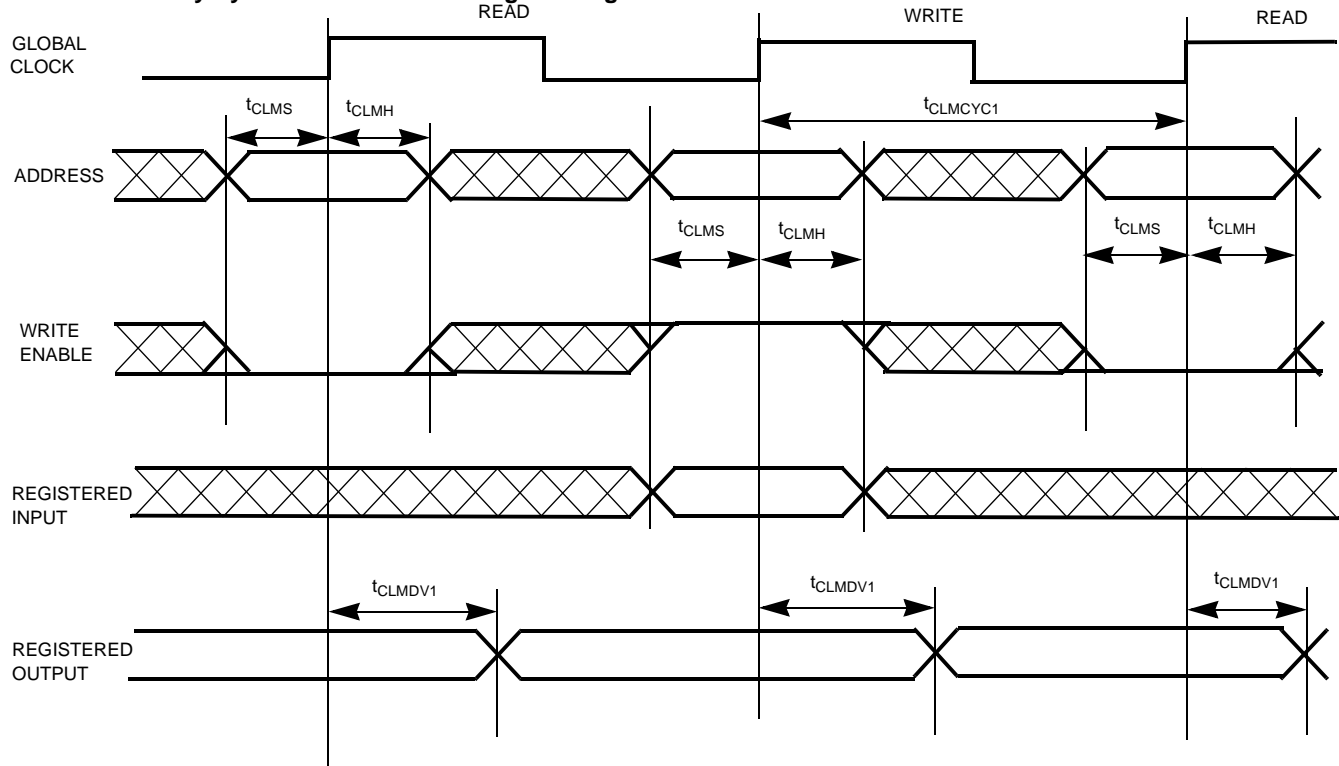 READ
WRITE
READ
GLOBAL
CLOCK
tCLMS
tCLMH
tCLMCYC1
ADDRESS
tCLMS
tCLMH
tCLMS
tCLMH
WRITE
ENABLE
REGISTERED
INPUT
tCLMDV1
tCLMDV1
tCLMDV1
REGISTERED
OUTPUT